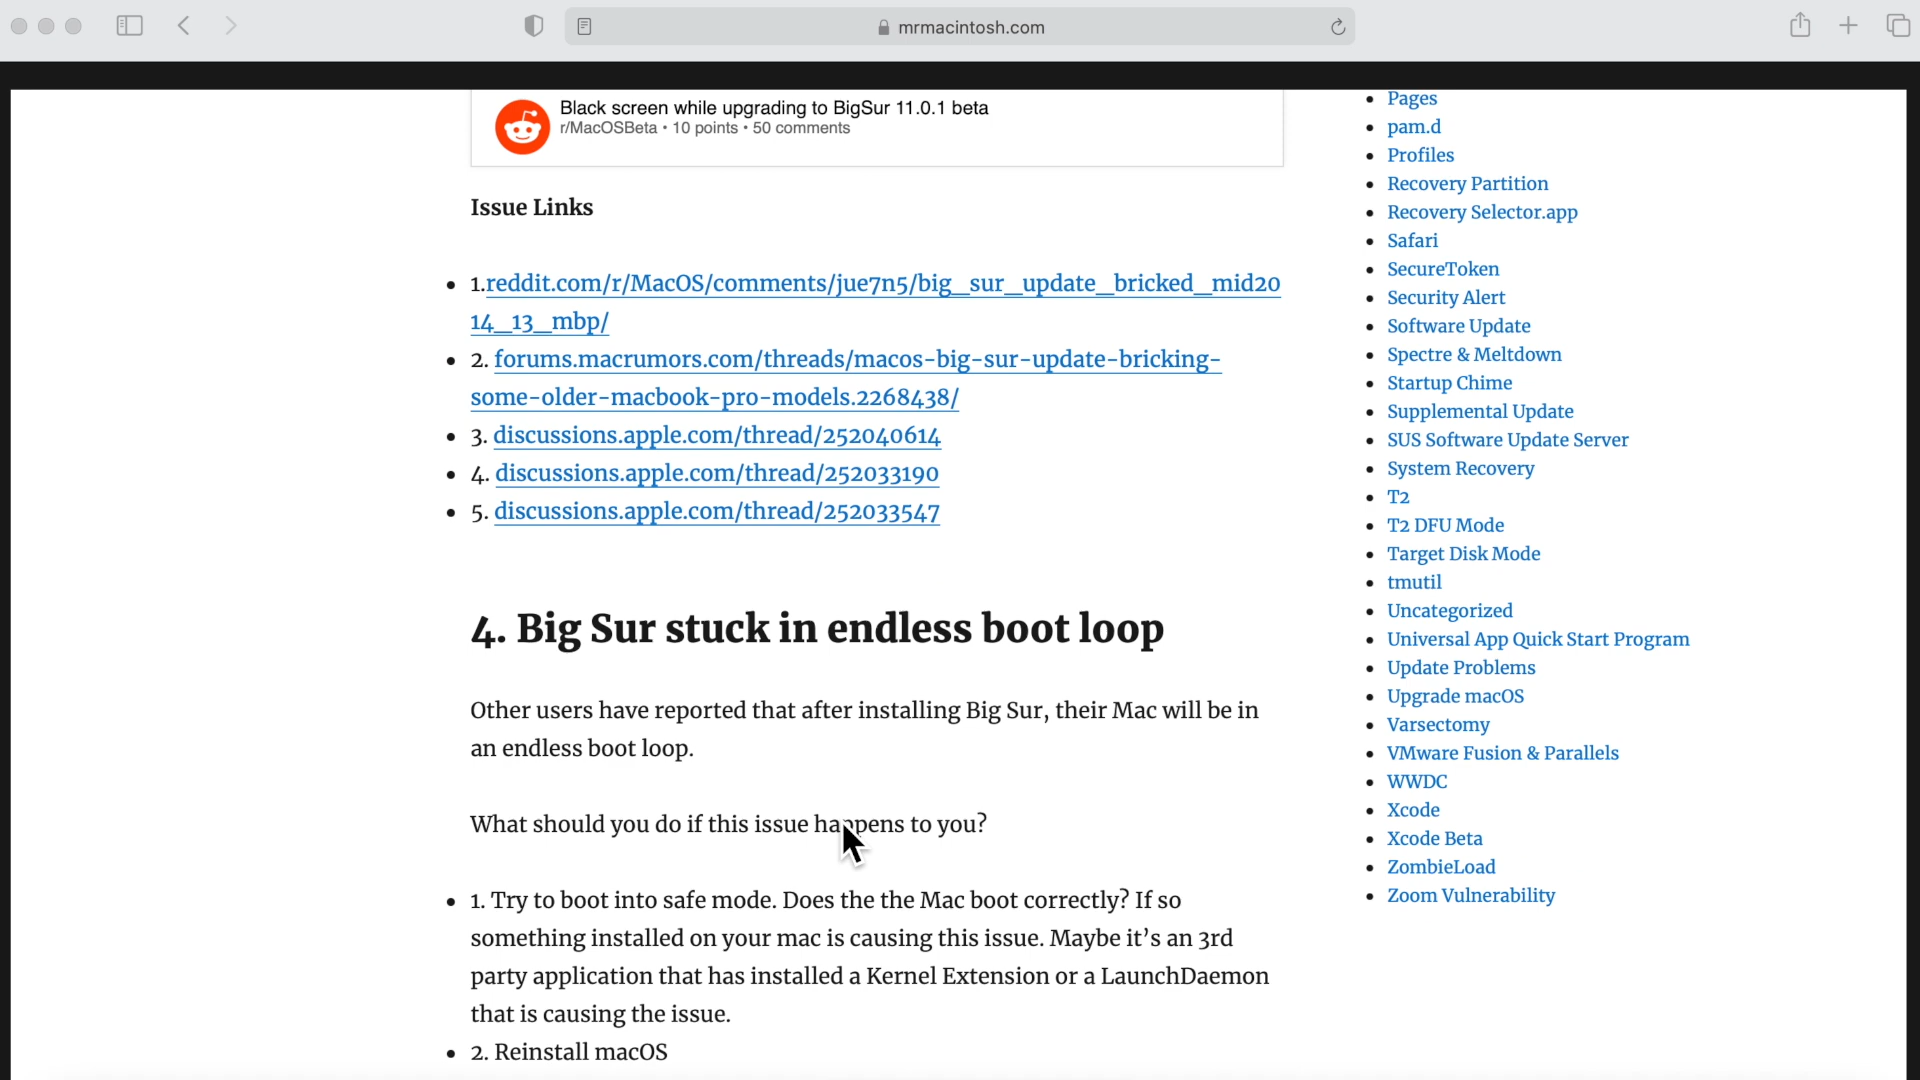 mrmacintosh.com
Black screen while upgrading to BigSur 11.0.1 beta
r/MacOSBeta • 10 points • 50 comments
Issue Links
• 1.reddit.com/r/MacOS/comments/jue7n5/big_sur_update_bricked_mid20
14_13_mbp/
• 2. forums.macrumors.com/threads/macos-big-sur-update-bricking-
some-older-macbook-pro-models.2268438/
• 3. discussions.apple.com/thread/252040614
• 4. discussions.apple.com/thread/252033190
• 5. discussions.apple.com/thread/252033547
4. Big Sur stuck in endless boot loop
Other users have reported that after installing Big Sur, their Mac will be in
an endless boot loop.
What should you do if this issue happens to you?
• 1. Try to boot into safe mode. Does the the Mac boot correctly? If so
something installed on your mac is causing this issue. Maybe it’s an 3rd
party application that has installed a Kernel Extension or a LaunchDaemon
that is causing the issue.
• 2. Reinstall macOS
• Pages
• pam.d
• Profiles
• Recovery Partition
• Recovery Selector.app
• Safari
• SecureToken
• Security Alert
• Software Update
• Spectre & Meltdown
• Startup Chime
• Supplemental Update
• SUS Software Update Server
• System Recovery
• T2
• T2 DFU Mode
• Target Disk Mode
• tmutil
• Uncategorized
• Universal App Quick Start Program
• Update Problems
• Upgrade macOS
• Varsectomy
• VMware Fusion & Parallels
• WWDC
• Xcode
• Xcode Beta
• ZombieLoad
• Zoom Vulnerability